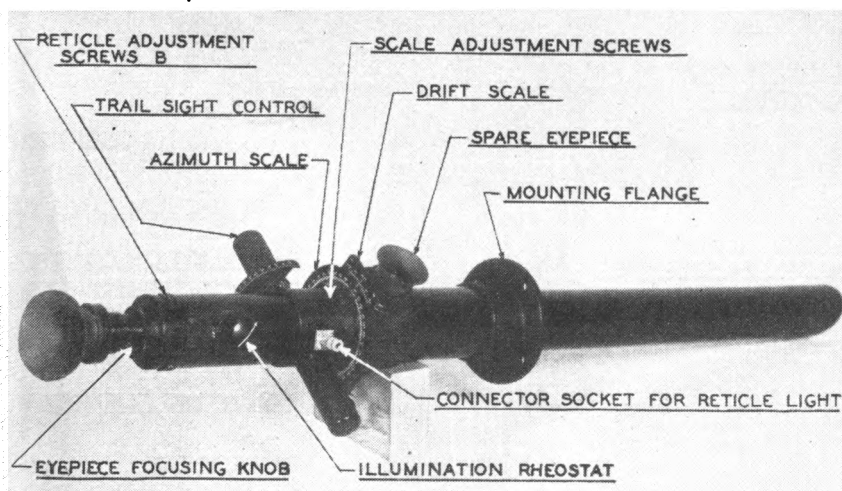 RETICLE ADJUSTMENT
SCREWS B
SCALE ADJUSTMENT SCREWS
TRAIL SIGHT CONTROL
DRIFT SCALE
AZIMUTH SCALE
SPARE EYEPIECE
MOUNTING FLANGE
CONNECTOR SOCKET FOR RETICLE LIGHT
EYEPIECE FOCUSING KNOB
ILLUMINATION RHEOSTAT